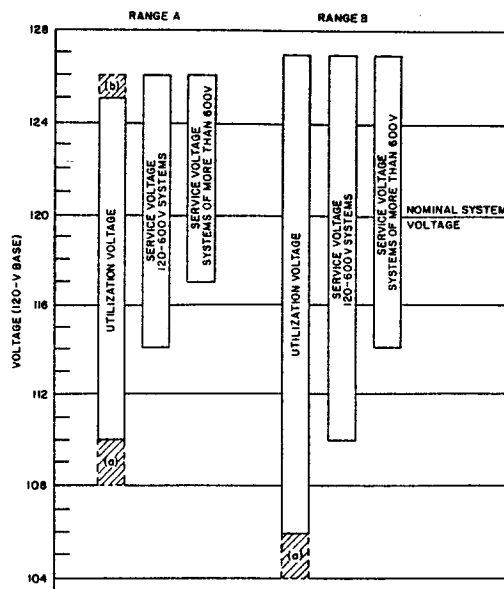 RANGE A
RANGE B
128
124
120
116
112
108
104
VOLTAGE (120-V BASE)
(b)
UTILIZATION VOLTAGE
(a)
SERVICE VOLTAGE
120-600V SYSTEMS
SERVICE VOLTAGE
SYSTEMS OF MORE THAN 600V
UTILIZATION VOLTAGE
(a)
SERVICE VOLTAGE
120-600V SYSTEMS
SERVICE VOLTAGE
SYSTEMS OF MORE THAN 600V
NOMINAL SYSTEM
VOLTAGE